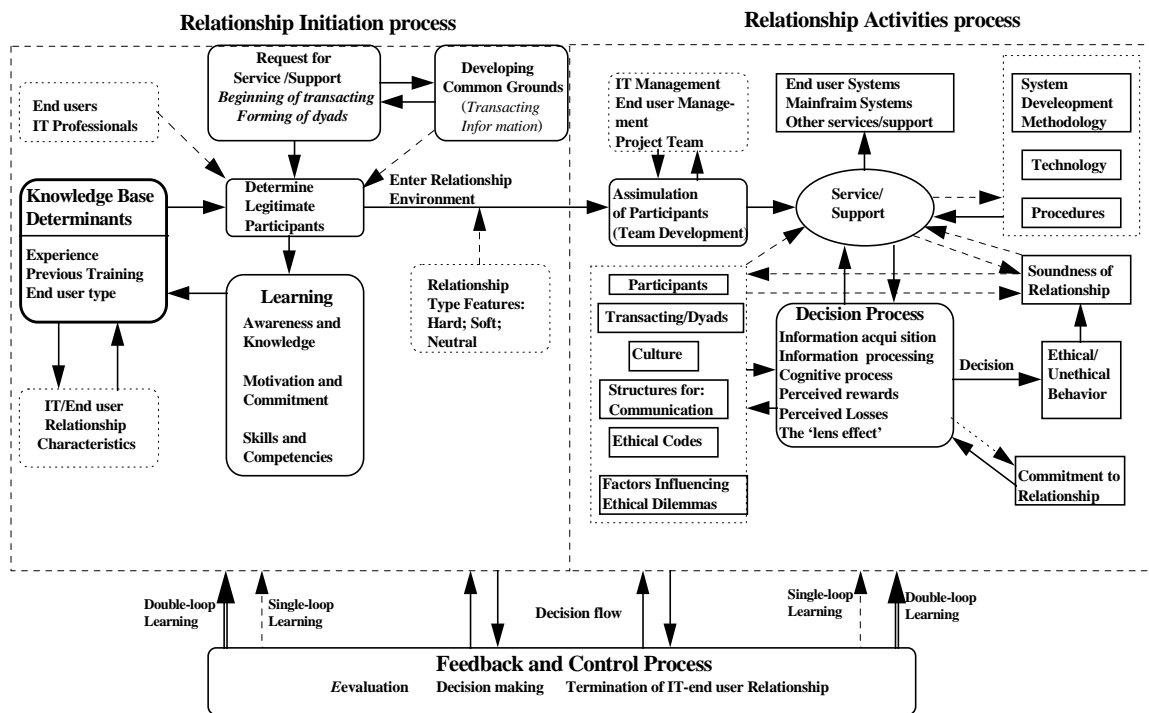 Relationship Initiation process
Relationship Activities process
Request for
Service /Support
Beginning of transacting
Forming of dyads
Developing
Common Grounds
(Transacting
Infor mation)
End users
IT Professionals
Knowledge Base
Determinants
Experience
Previous Training
End user type
Determine
Legitimate
Participants
Enter Relationship
Environment
Learning
Awareness and
Knowledge
Motivation and
Commitment
Skills and
Competencies
IT/End user
Relationship
Characteristics
Relationship
Type Features:
Hard; Soft;
Neutral
IT Management
End user Manage-
ment
Project Team
Assimulation
of Participants
(Team Development)
End user Systems
Mainfraim Systems
Other services/support
Service/
Support
System
Develeopment
Methodology
Technology
Procedures
Participants
Transacting/Dyads
Culture
Structures for:
Communication
Ethical Codes
Factors Influencing
Ethical Dilemmas
Decision Process
Information acqui sition
Information processing
Cognitive process
Perceived rewards
Perceived Losses
The ‘lens effect’
Decision
Soundness of
Relationship
Ethical/
Unethical
Behavior
Commitment to
Relationship
Double-loop
Learning
Single-loop
Learning
Decision flow
Single-loop
Learning
Double-loop
Learning
Feedback and Control Process
Eevaluation Decision making Termination of IT-end user Relationship